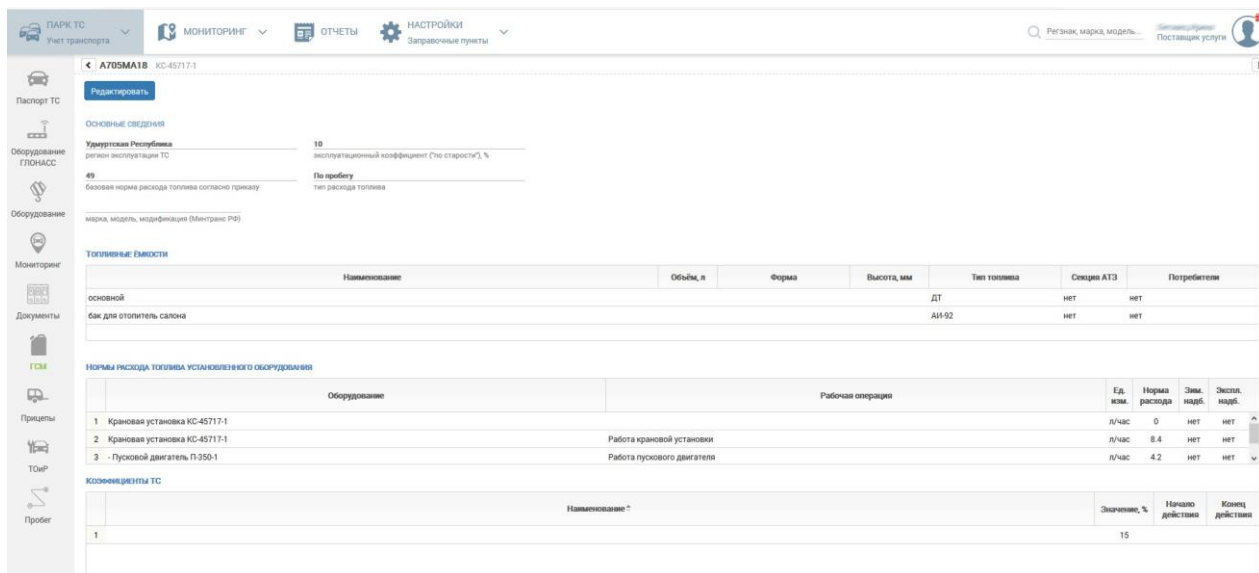 ПАРК ТС
Учет транспорта
МОНИТОРИНГ
ОТЧЕТЫ
НАСТРОЙКИ
Заправочные пункты
Регзнак, марка, модель...
Поставщик услуги
А705МА18 КС-45717-1
Редактировать
Паспорт ТС
Оборудование ГЛОНАСС
Оборудование
Мониторинг
Документы
ГСМ
Прицепы
ТОиР
Пробег
ОСНОВНЫЕ СВЕДЕНИЯ
Удмуртская Республика 10
регион эксплуатации ТС эксплуатационный коэффициент ("по старости"), %
49 По пробегу
базовая норма расхода топлива согласно приказу тип расхода топлива
марка, модель, модификация (Минтранс РФ)
ТОПЛИВНЫЕ ЁМКОСТИ
Наименование Объём, л Форма Высота, мм Тип топлива Секция АТЗ Потребители
основной ДТ нет нет
бак для отопитель салона АИ-92 нет нет
НОРМЫ РАСХОДА ТОПЛИВА УСТАНОВЛЕННОГО ОБОРУДОВАНИЯ
Оборудование Рабочая операция Ед. изм. Норма расхода Зим. надб. Экспл. надб.
1 Крановая установка КС-45717-1 л/час 0 нет нет
2 Крановая установка КС-45717-1 Работа крановой установки л/час 8.4 нет нет
3 - Пусковой двигатель П-350-1 Работа пускового двигателя л/час 4.2 нет нет
КОЭФФИЦИЕНТЫ ТС
Наименование Значение, % Начало действия Конец действия
1 15